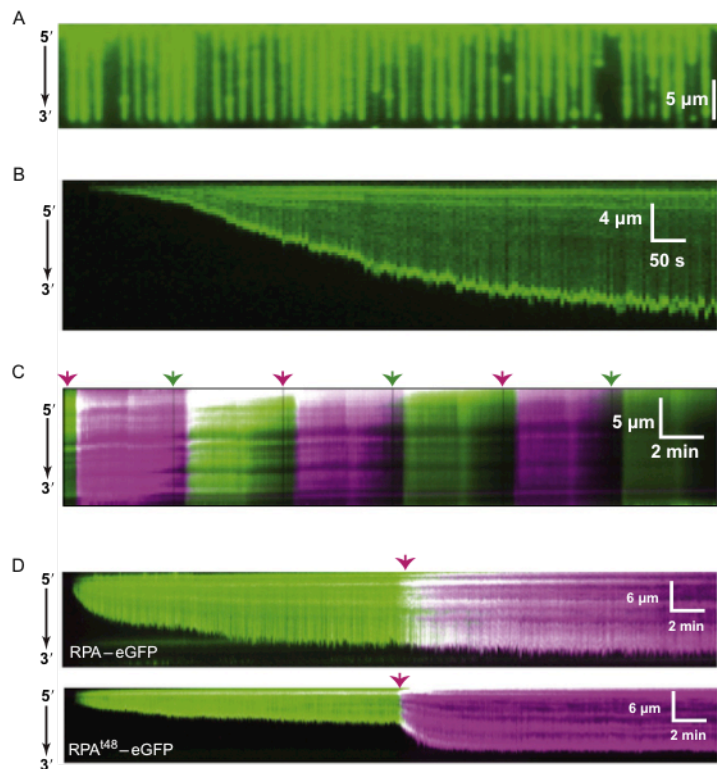 A
5′
3′
5 μm
B
5′
3′
4 μm
50 s
C
5′
3′
5 μm
2 min
D
5′
3′
RPA–eGFP
6 μm
2 min
5′
3′
RPAᵗ⁴⁸–eGFP
6 μm
2 min